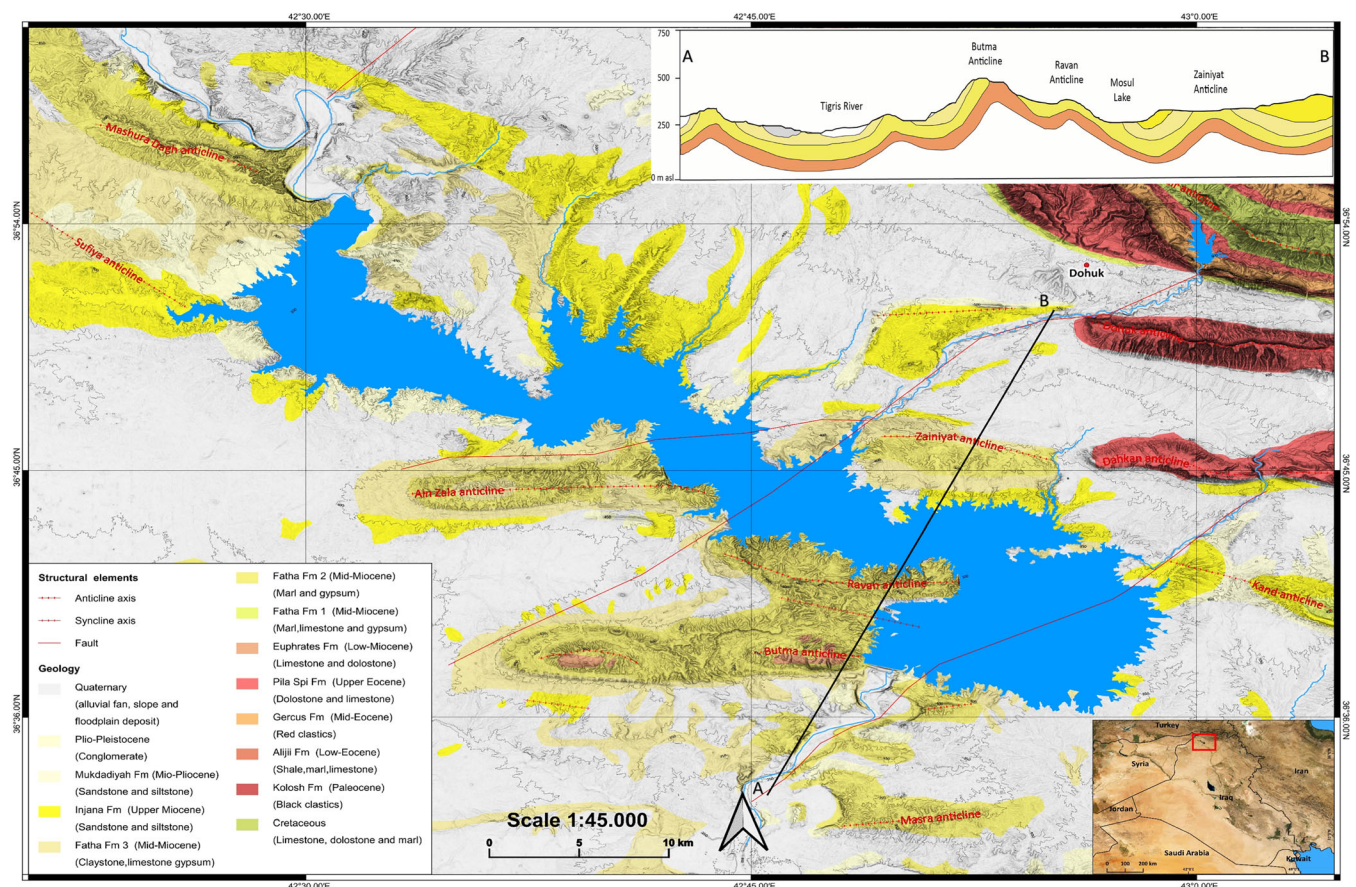 42°30.00'E
42°45.00'E
43°0.00'E
750
500
250
0 m asl
A
B
Butma
Anticline
Ravan
Anticline
Mosul
Lake
Zainiyat
Anticline
Tigris River
Mashura Dagh anticline
Sufiya anticline
36°54.00'N
36°54.00'N
Dohuk
B
Zainiyat anticline
Dahkan anticline
36°45.00'N
36°45.00'N
Ain Zala anticline
Ravan anticline
Kand anticline
Butma anticline
36°36.00'N
36°36.00'N
A
Masra anticline
Structural elements
Anticline axis
Syncline axis
Fault
Geology
Quaternary
(alluvial fan, slope and
floodplain deposit)
Plio-Pleistocene
(Conglomerate)
Mukdadiyah Fm (Mio-Pliocene)
(Sandstone and siltstone)
Injana Fm (Upper Miocene)
(Sandstone and siltstone)
Fatha Fm 3 (Mid-Miocene)
(Claystone,limestone gypsum)
Fatha Fm 2 (Mid-Miocene)
(Marl and gypsum)
Fatha Fm 1 (Mid-Miocene)
(Marl,limestone and gypsum)
Euphrates Fm (Low-Miocene)
(Limestone and dolostone)
Pila Spi Fm (Upper Eocene)
(Dolostone and limestone)
Gercus Fm (Mid-Eocene)
(Red clastics)
Alijii Fm (Low-Eocene)
(Shale,marl,limestone)
Kolosh Fm (Paleocene)
(Black clastics)
Cretaceous
(Limestone, dolostone and marl)
Scale 1:45.000
0 5 10 km
Turkey
Syria
Iran
Iraq
Jordan
Saudi Arabia
Kuwait
0 100 200 km
42°30.00'E
42°45.00'E
43°0.00'E